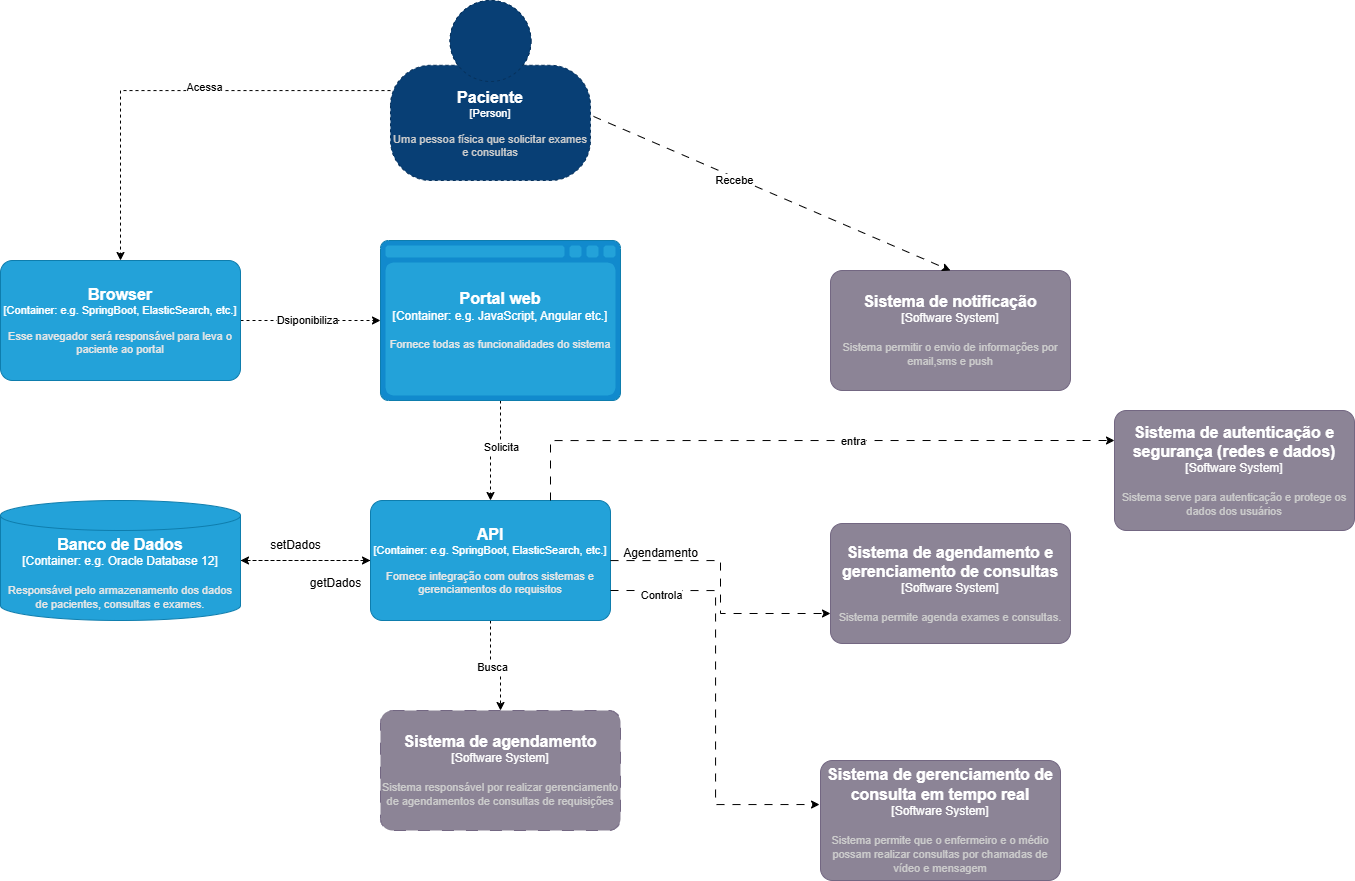 Acessa
Paciente
[Person]
Uma pessoa física que solicitar exames
e consultas
Recebe
Browser
[Container: e.g. SpringBoot, ElasticSearch, etc.]
Esse navegador será responsável para leva o
paciente ao portal
Dsiponibiliza
Portal web
[Container: e.g. JavaScript, Angular etc.]
Fornece todas as funcionalidades do sistema
Sistema de notificação
[Software System]
Sistema permitir o envio de informações por
email,sms e push
Solicita
entra
Sistema de autenticação e
segurança (redes e dados)
[Software System]
Sistema serve para autenticação e protege os
dados dos usuários
Banco de Dados
[Container: e.g. Oracle Database 12]
Responsável pelo armazenamento dos dados
de pacientes, consultas e exames.
setDados
getDados
API
[Container: e.g. SpringBoot, ElasticSearch, etc.]
Fornece integração com outros sistemas e
gerenciamentos do requisitos
Agendamento
Controla
Sistema de agendamento e
gerenciamento de consultas
[Software System]
Sistema permite agenda exames e consultas.
Busca
Sistema de agendamento
[Software System]
Sistema responsável por realizar gerenciamento
de agendamentos de consultas de requisições
Sistema de gerenciamento de
consulta em tempo real
[Software System]
Sistema permite que o enfermeiro e o médio
possam realizar consultas por chamadas de
vídeo e mensagem